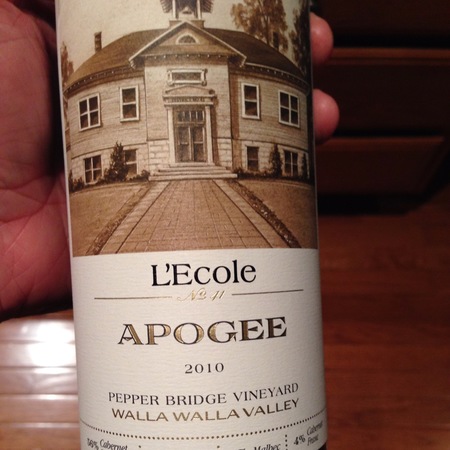 L'Ecole
Nº 41
APOGEE
2010
PEPPER BRIDGE VINEYARD
WALLA WALLA VALLEY
Cabernet
Malbec
4% Cabernet
Franc